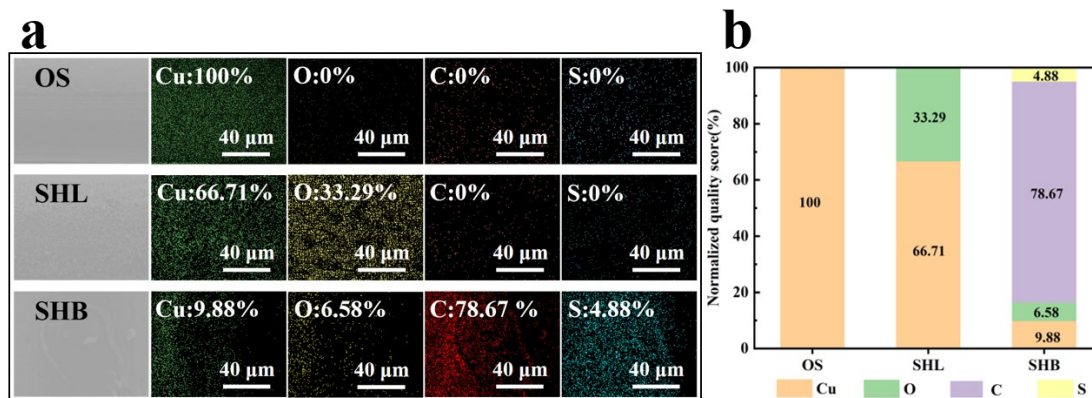 a
OS
Cu:100%
O:0%
C:0%
S:0%
40 μm
40 μm
40 μm
40 μm
SHL
Cu:66.71%
O:33.29%
C:0%
S:0%
40 μm
40 μm
40 μm
40 μm
SHB
Cu:9.88%
O:6.58%
C:78.67 %
S:4.88%
40 μm
40 μm
40 μm
40 μm
b
Normalized quality score(%)
100
80
60
40
20
0
100
33.29
66.71
4.88
78.67
6.58
9.88
OS
SHL
SHB
Cu
O
C
S